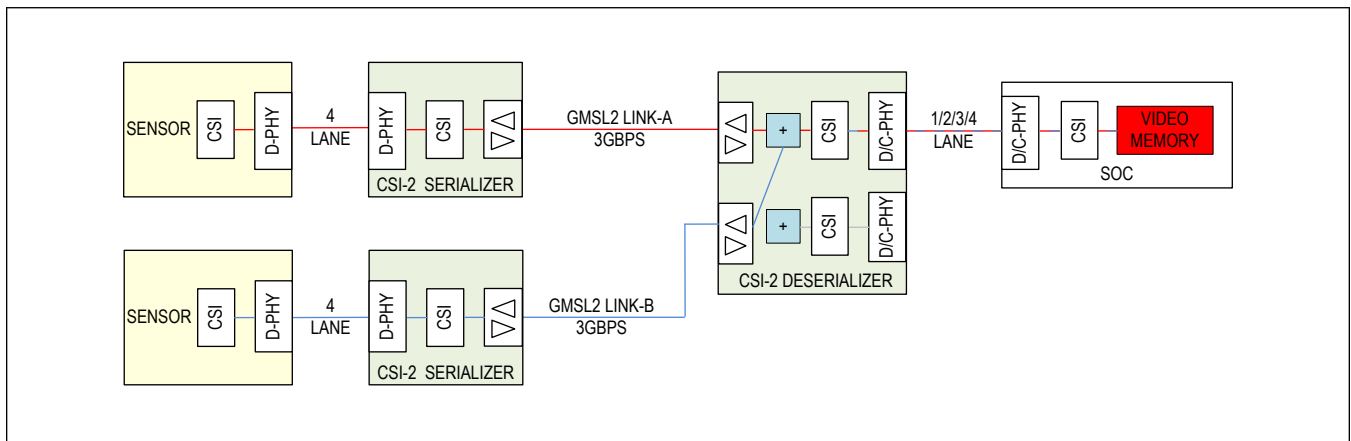 SENSOR
CSI
D-PHY
4
LANE
D-PHY
CSI
CSI-2 SERIALIZER
GMSL2 LINK-A
3GBPS
+
CSI
D/C-PHY
1/2/3/4
LANE
D/C-PHY
CSI
VIDEO
MEMORY
SOC
+
CSI
D/C-PHY
CSI-2 DESERIALIZER
SENSOR
CSI
D-PHY
4
LANE
D-PHY
CSI
CSI-2 SERIALIZER
GMSL2 LINK-B
3GBPS